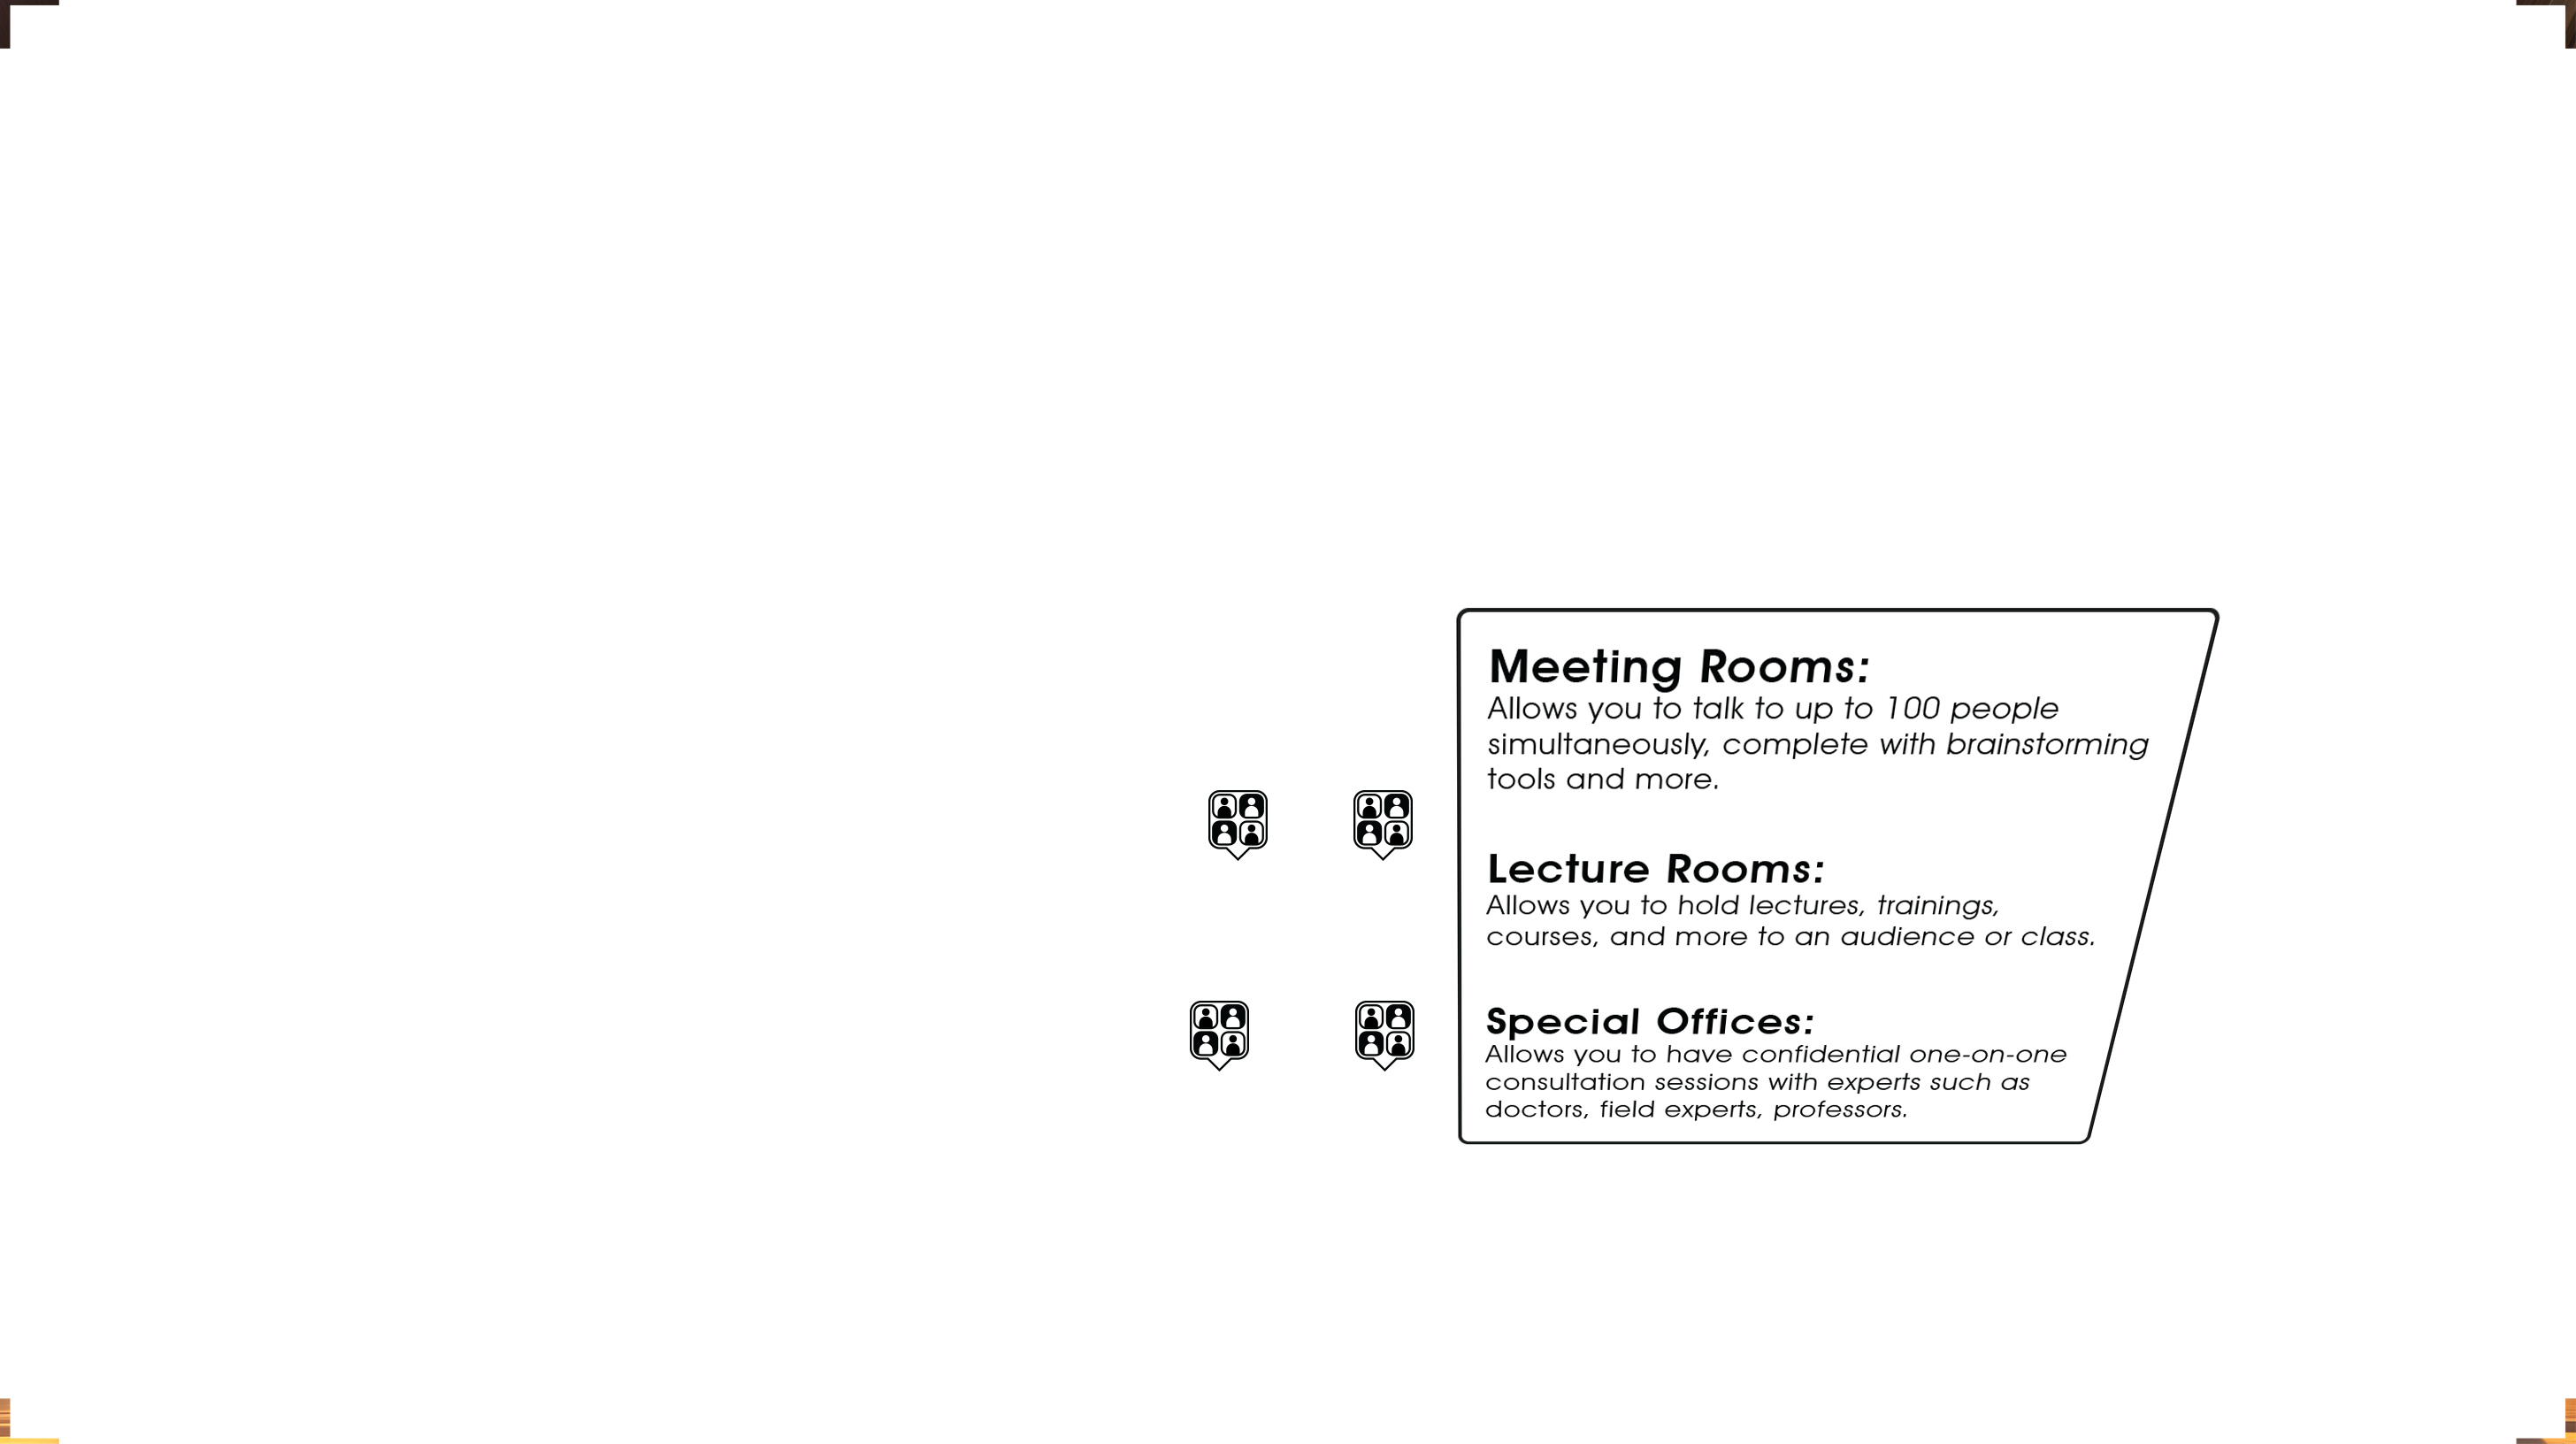 Meeting Rooms:
Allows you to talk to up to 100 people
simultaneously, complete with brainstorming
tools and more.
Lecture Rooms:
Allows you to hold lectures, trainings,
courses, and more to an audience or class.
Special Offices:
Allows you to have confidential one-on-one
consultation sessions with experts such as
doctors, field experts, professors.